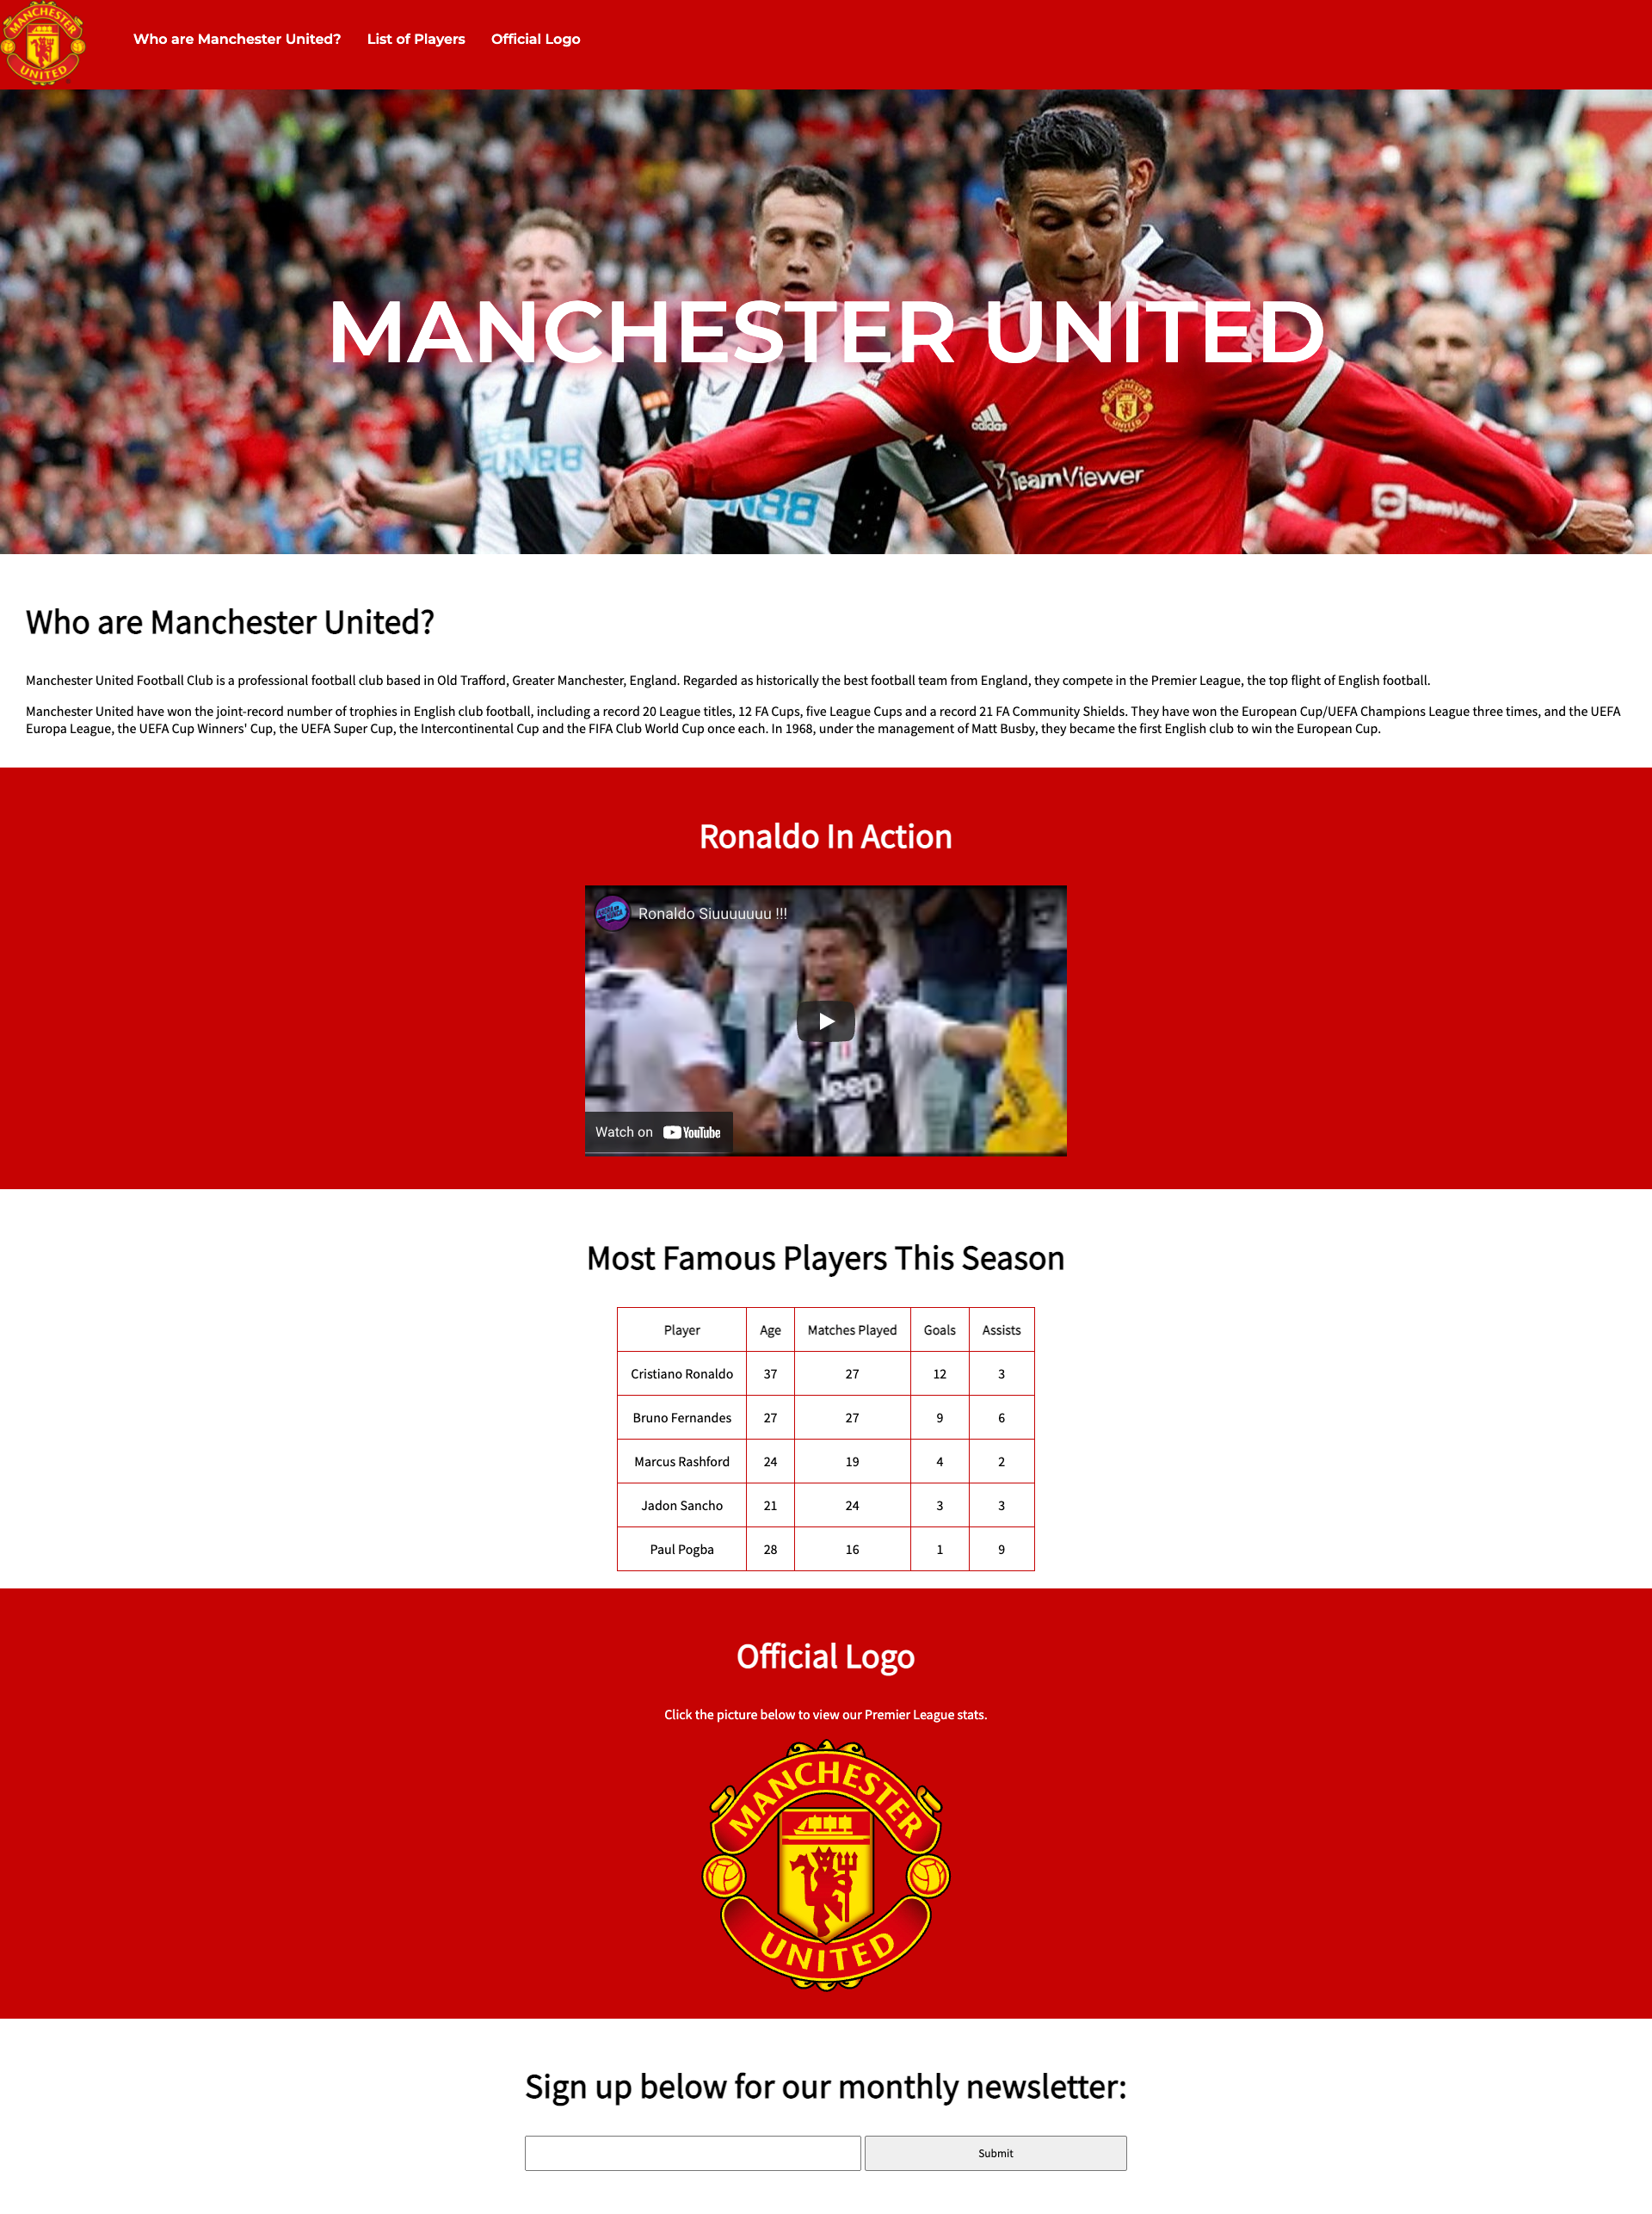 MANCHESTER
UNITED
Who are Manchester United? List of Players Official Logo
MANCHESTER UNITED
4
FUN88
FUN88
adidas
MANCHESTER
UNITED
TeamViewer
TeamViewer
Who are Manchester United?
Manchester United Football Club is a professional football club based in Old Trafford, Greater Manchester, England. Regarded as historically the best football team from England, they compete in the Premier League, the top flight of English football.
Manchester United have won the joint-record number of trophies in English club football, including a record 20 League titles, 12 FA Cups, five League Cups and a record 21 FA Community Shields. They have won the European Cup/UEFA Champions League three times, and the UEFA
Europa League, the UEFA Cup Winners' Cup, the UEFA Super Cup, the Intercontinental Cup and the FIFA Club World Cup once each. In 1968, under the management of Matt Busby, they became the first English club to win the European Cup.
Ronaldo In Action
Ronaldo Siuuuuuuu !!!
4
Jeep
Watch on YouTube
Most Famous Players This Season
Player Age Matches Played Goals Assists
Cristiano Ronaldo 37 27 12 3
Bruno Fernandes 27 27 9 6
Marcus Rashford 24 19 4 2
Jadon Sancho 21 24 3 3
Paul Pogba 28 16 1 9
Official Logo
Click the picture below to view our Premier League stats.
MANCHESTER
UNITED
Sign up below for our monthly newsletter:
Submit